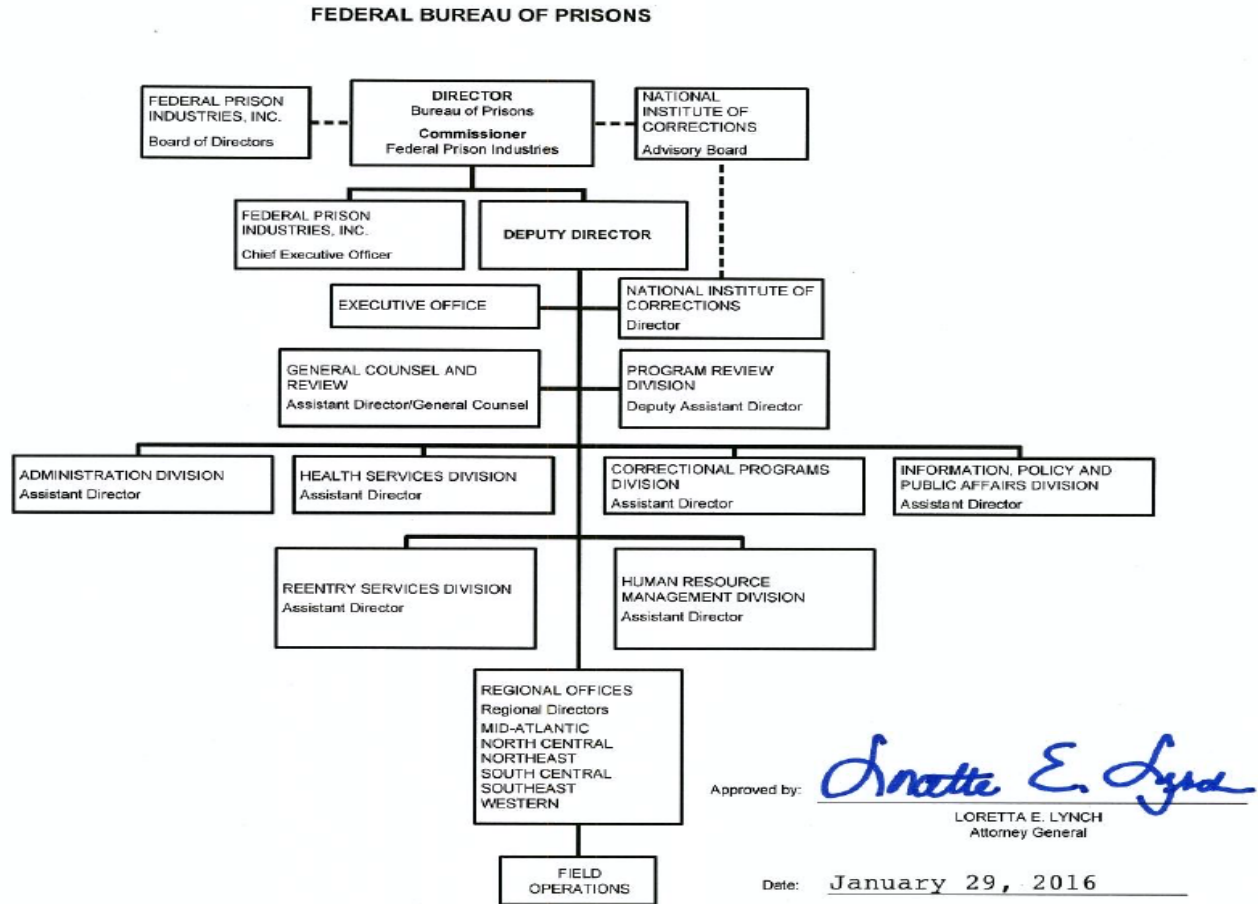 FEDERAL BUREAU OF PRISONS
FEDERAL PRISON
INDUSTRIES, INC.
Board of Directors
DIRECTOR
Bureau of Prisons
Commissioner
Federal Prison Industries
NATIONAL
INSTITUTE OF
CORRECTIONS
Advisory Board
FEDERAL PRISON
INDUSTRIES, INC.
Chief Executive Officer
DEPUTY DIRECTOR
EXECUTIVE OFFICE
NATIONAL INSTITUTE OF
CORRECTIONS
Director
GENERAL COUNSEL AND
REVIEW
Assistant Director/General Counsel
PROGRAM REVIEW
DIVISION
Deputy Assistant Director
ADMINISTRATION DIVISION
Assistant Director
HEALTH SERVICES DIVISION
Assistant Director
CORRECTIONAL PROGRAMS
DIVISION
Assistant Director
INFORMATION, POLICY AND
PUBLIC AFFAIRS DIVISION
Assistant Director
REENTRY SERVICES DIVISION
Assistant Director
HUMAN RESOURCE
MANAGEMENT DIVISION
Assistant Director
REGIONAL OFFICES
Regional Directors
MID-ATLANTIC
NORTH CENTRAL
NORTHEAST
SOUTH CENTRAL
SOUTHEAST
WESTERN
FIELD
OPERATIONS
Approved by: Loretta E. Lynch
LORETTA E. LYNCH
Attorney General
Date: January 29, 2016